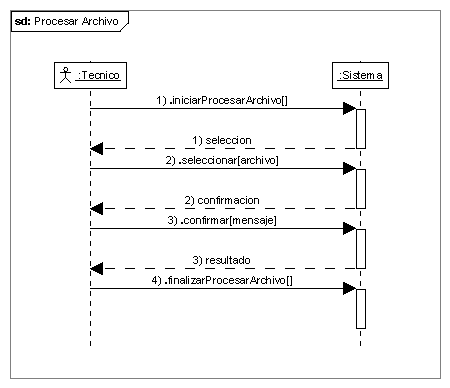 sd: Procesar Archivo
:Tecnico
:Sistema
1) .iniciarProcesarArchivo[]
1) seleccion
2) .seleccionar[archivo]
2) confirmacion
3) .confirmar[mensaje]
3) resultado
4) .finalizarProcesarArchivo[]